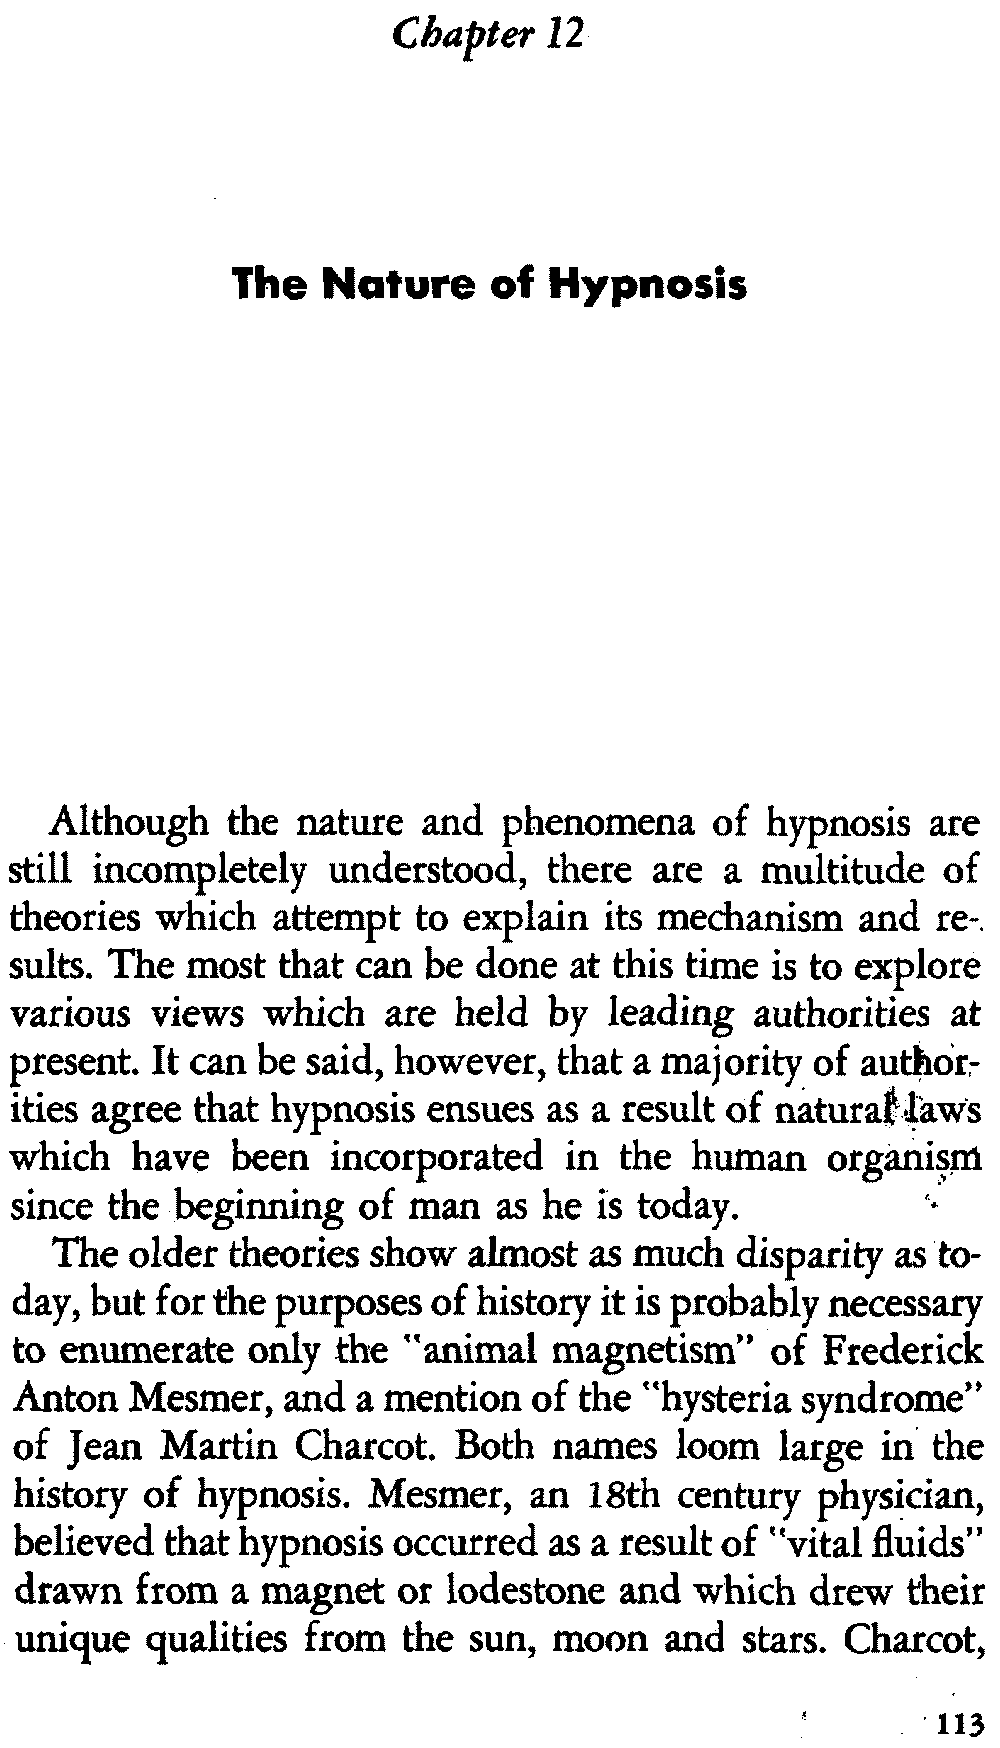 Chapter 12
The Nature of Hypnosis
Although the nature and phenomena of hypnosis are
still incompletely understood, there are a multitude of
theories which attempt to explain its mechanism and re-
sults. The most that can be done at this time is to explore
various views which are held by leading authorities at
present. It can be said, however, that a majority of author-
ities agree that hypnosis ensues as a result of natural laws
which have been incorporated in the human organism
since the beginning of man as he is today.
The older theories show almost as much disparity as to-
day, but for the purposes of history it is probably necessary
to enumerate only the "animal magnetism" of Frederick
Anton Mesmer, and a mention of the "hysteria syndrome"
of Jean Martin Charcot. Both names loom large in the
history of hypnosis. Mesmer, an 18th century physician,
believed that hypnosis occurred as a result of "vital fluids"
drawn from a magnet or lodestone and which drew their
unique qualities from the sun, moon and stars. Charcot,
113